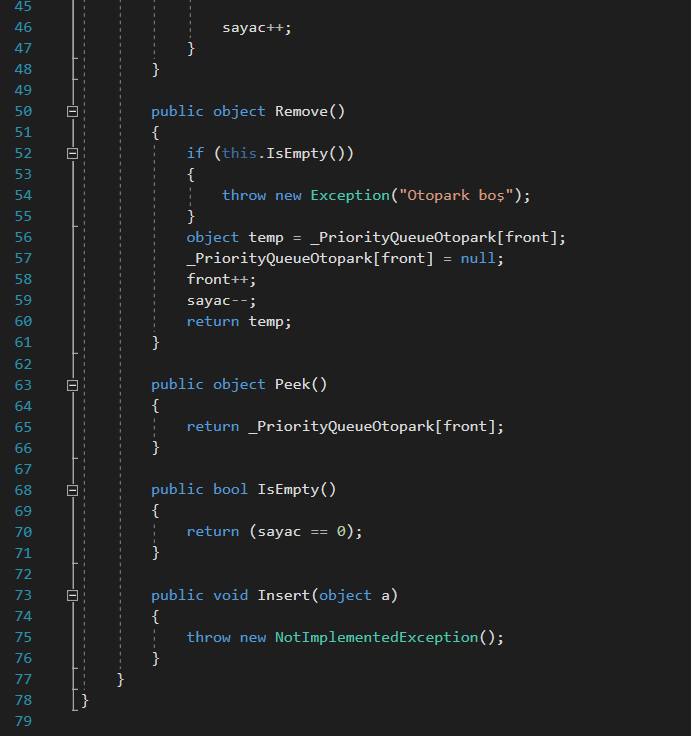 45
46 sayac++;
47 }
48 }
49
50 public object Remove()
51 {
52 if (this.IsEmpty())
53 {
54 throw new Exception("Otopark boş");
55 }
56 object temp = _PriorityQueueOtopark[front];
57 _PriorityQueueOtopark[front] = null;
58 front++;
59 sayac--;
60 return temp;
61 }
62
63 public object Peek()
64 {
65 return _PriorityQueueOtopark[front];
66 }
67
68 public bool IsEmpty()
69 {
70 return (sayac == 0);
71 }
72
73 public void Insert(object a)
74 {
75 throw new NotImplementedException();
76 }
77 }
78 }
79